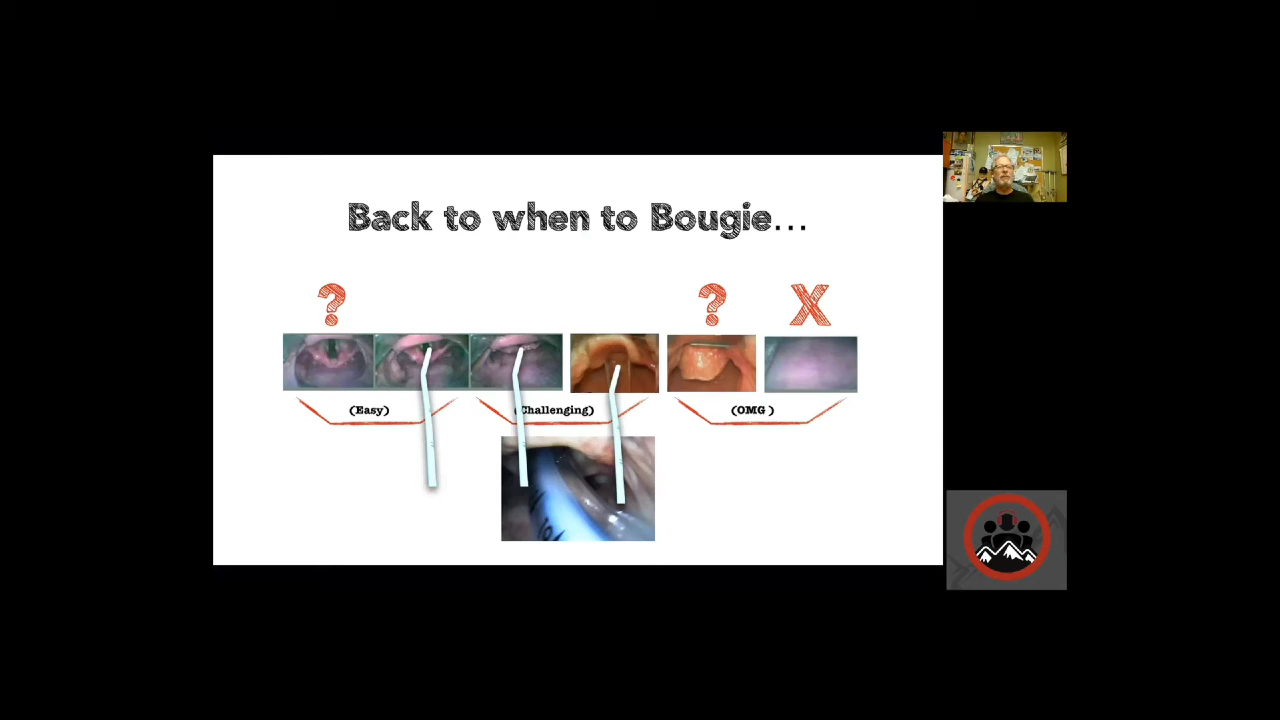 Back to when to Bougie...
? ? X
(Easy) (Challenging) (OMG )